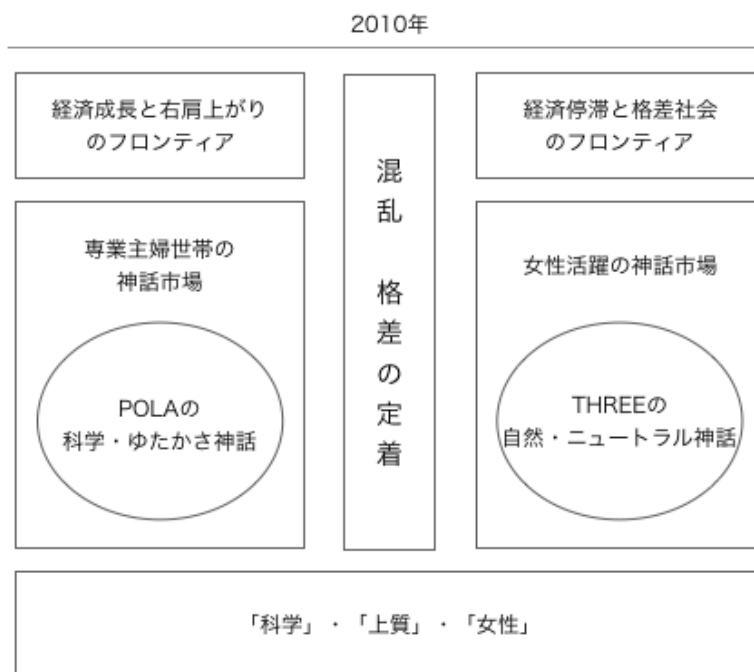 2010年
経済成長と右肩上がり
のフロンティア
専業主婦世帯の
神話市場
POLAの
科学・ゆたかさ神話
混乱 格差の定着
経済停滞と格差社会
のフロンティア
女性活躍の神話市場
THREEの
自然・ニュートラル神話
「科学」・「上質」・「女性」